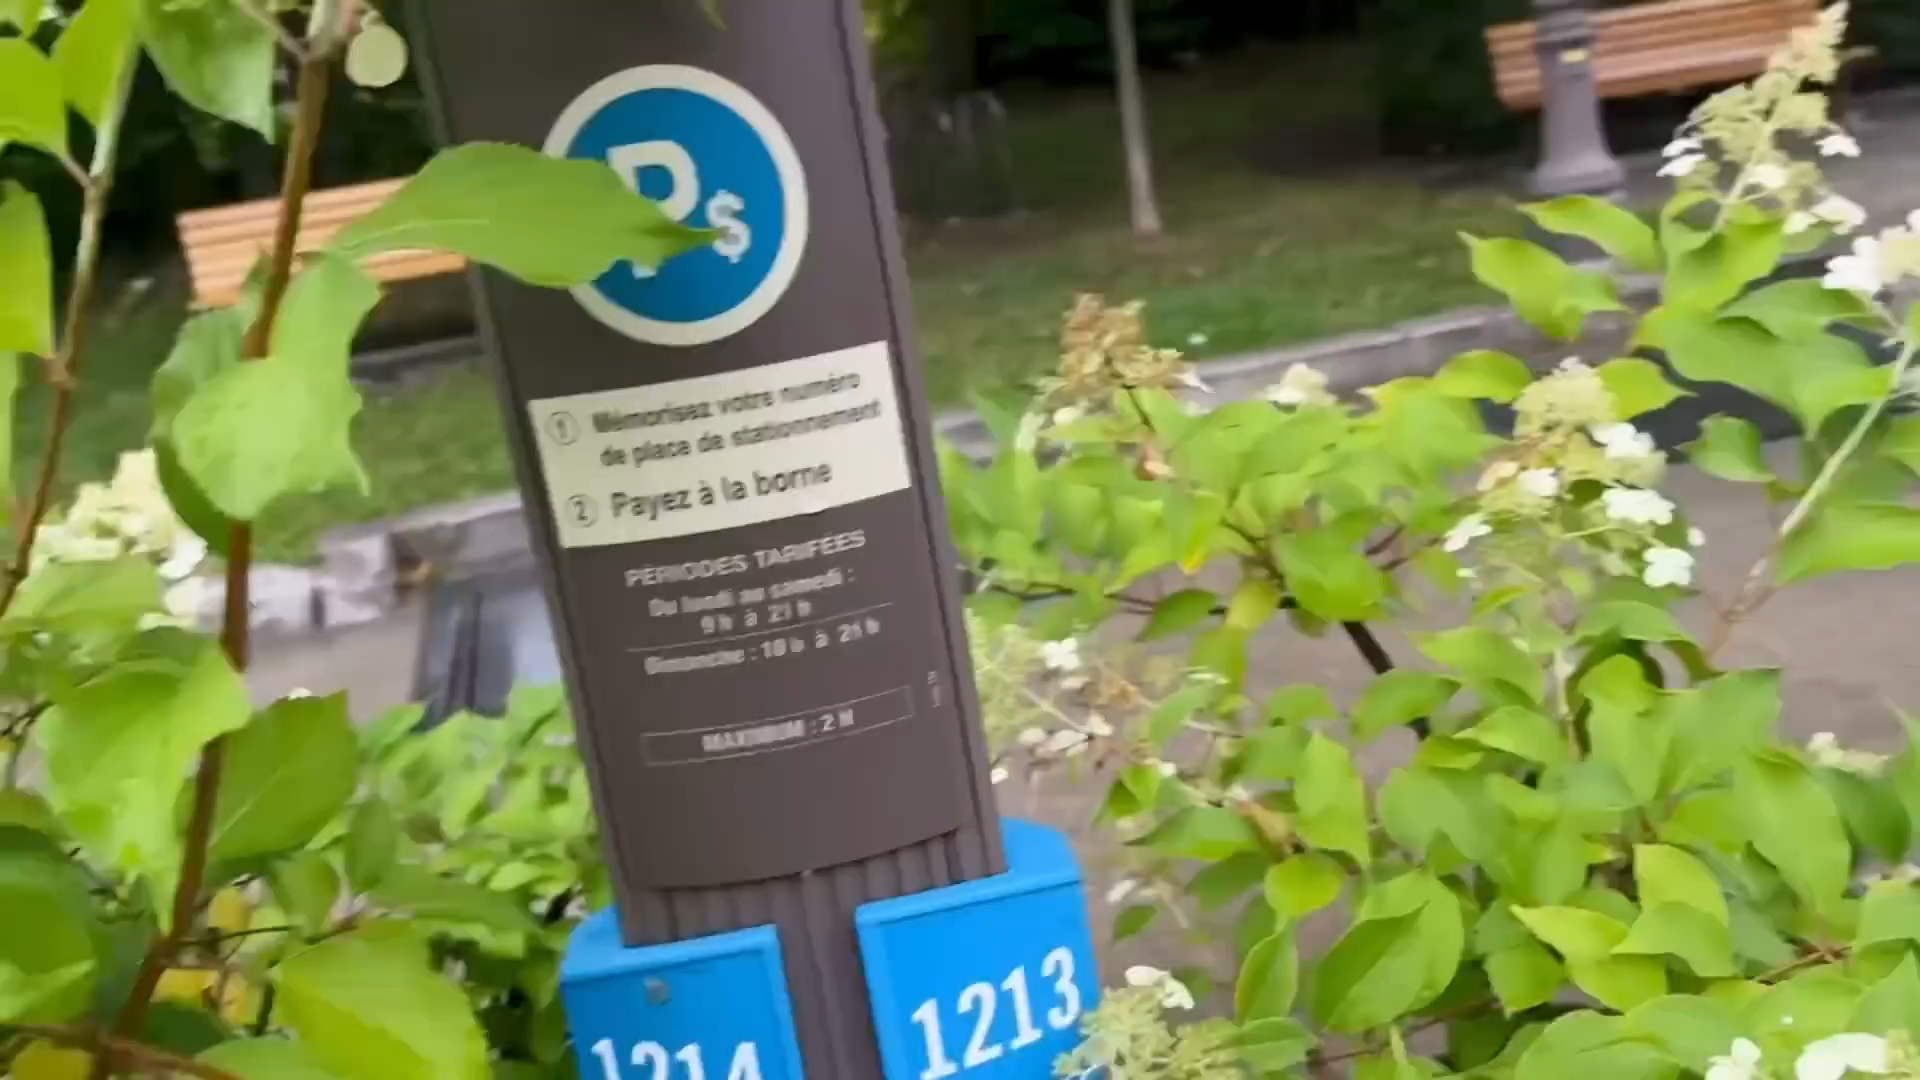 P$
1 Mémorisez votre numéro
de place de stationnement
2 Payez à la borne
PÉRIODES TARIFÉES
Du lundi au samedi :
9 h à 21 h
Dimanche : 10 h à 21 h
MAXIMUM : 2 H
1214
1213